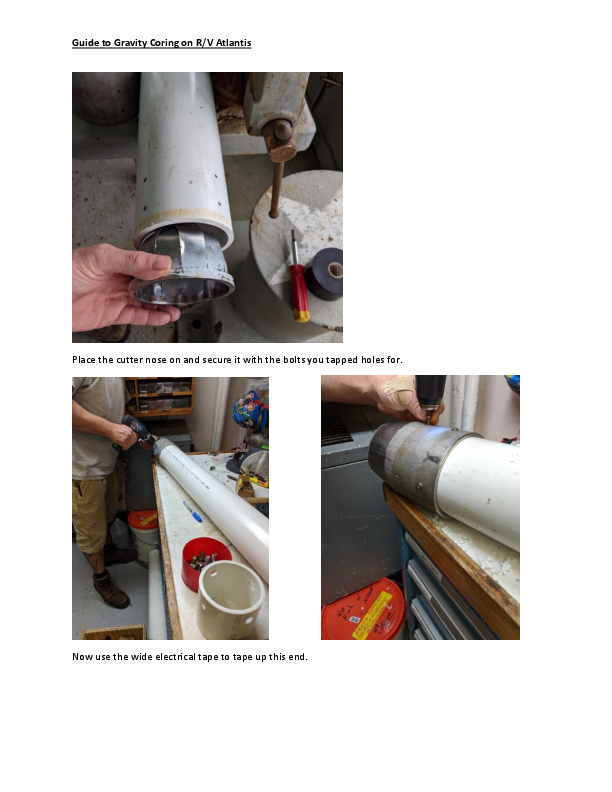 Guide to Gravity Coring on R/V Atlantis
Place the cutter nose on and secure it with the bolts you tapped holes for.
Now use the wide electrical tape to tape up this end.